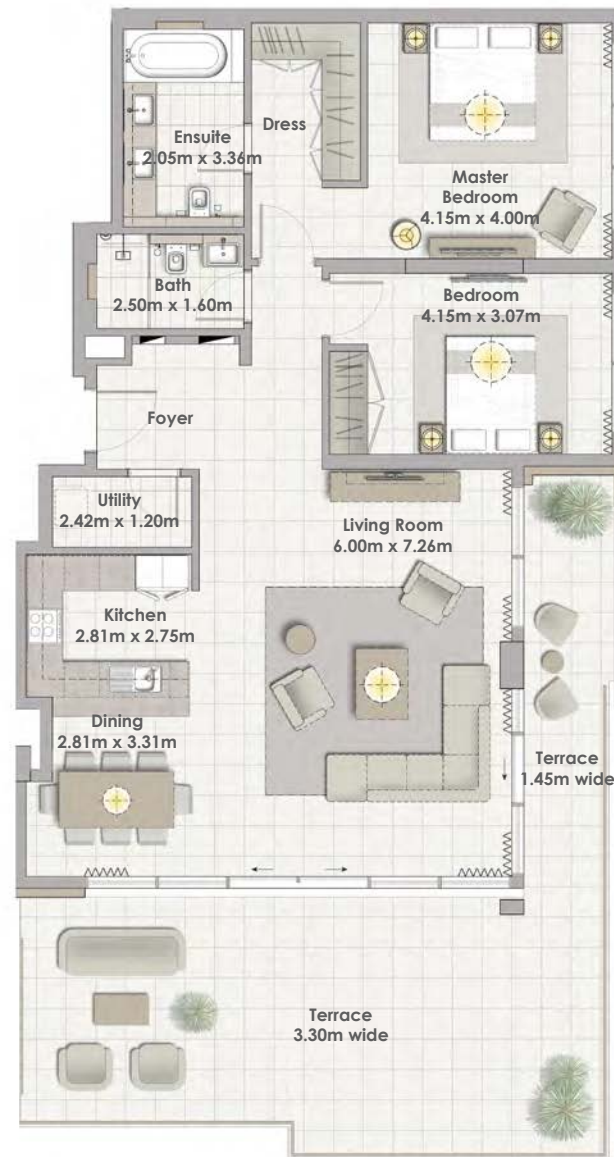 Ensuite
2.05m x 3.36m
Dress
Master
Bedroom
4.15m x 4.00m
Bath
2.50m x 1.60m
Bedroom
4.15m x 3.07m
Foyer
Utility
2.42m x 1.20m
Living Room
6.00m x 7.26m
Kitchen
2.81m x 2.75m
Dining
2.81m x 3.31m
Terrace
1.45m wide
Terrace
3.30m wide